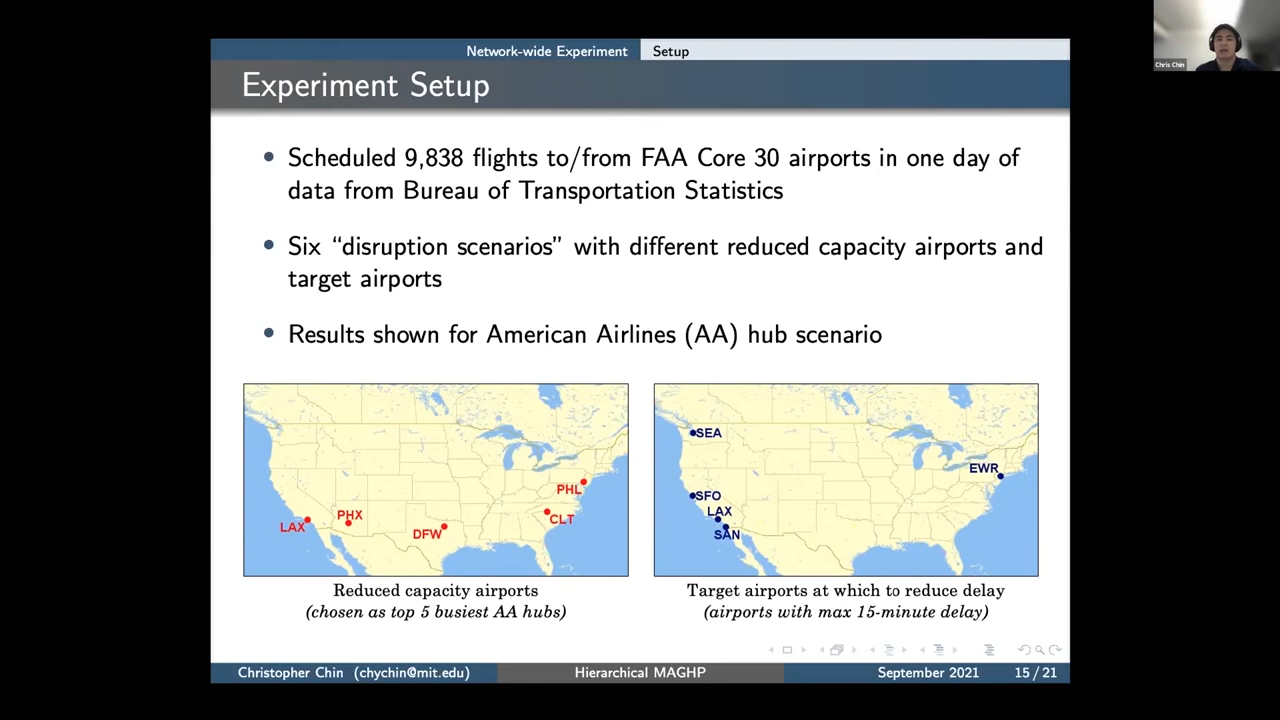 Network-wide Experiment Setup
Experiment Setup
Chris Chin
• Scheduled 9,838 flights to/from FAA Core 30 airports in one day of
data from Bureau of Transportation Statistics
• Six “disruption scenarios” with different reduced capacity airports and
target airports
• Results shown for American Airlines (AA) hub scenario
LAX
PHX
DFW
CLT
PHL
SEA
SFO
LAX
SAN
EWR
Reduced capacity airports
(chosen as top 5 busiest AA hubs)
Target airports at which to reduce delay
(airports with max 15-minute delay)
Christopher Chin (chychin@mit.edu) Hierarchical MAGHP September 2021 15 / 21